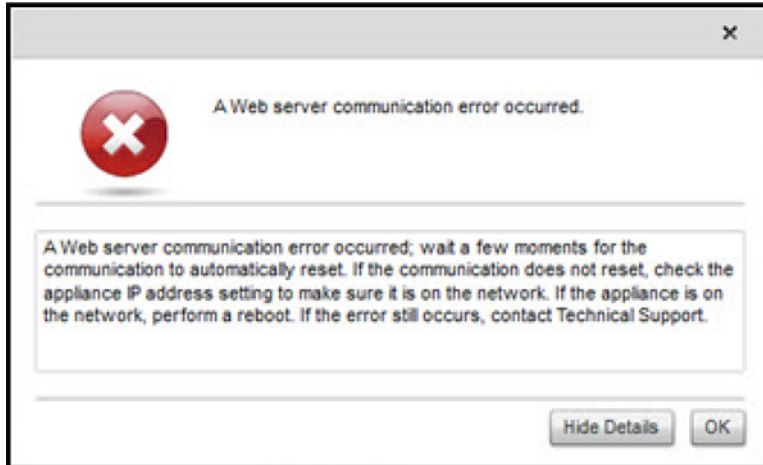 A Web server communication error occurred.
A Web server communication error occurred; wait a few moments for the
communication to automatically reset. If the communication does not reset, check the
appliance IP address setting to make sure it is on the network. If the appliance is on
the network, perform a reboot. If the error still occurs, contact Technical Support.
Hide Details OK